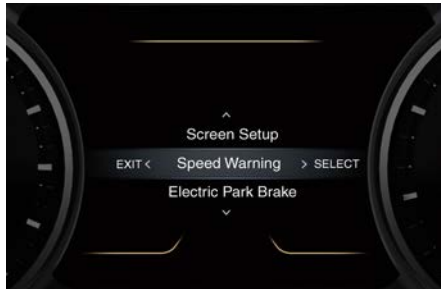 Screen Setup
EXIT < Speed Warning > SELECT
Electric Park Brake